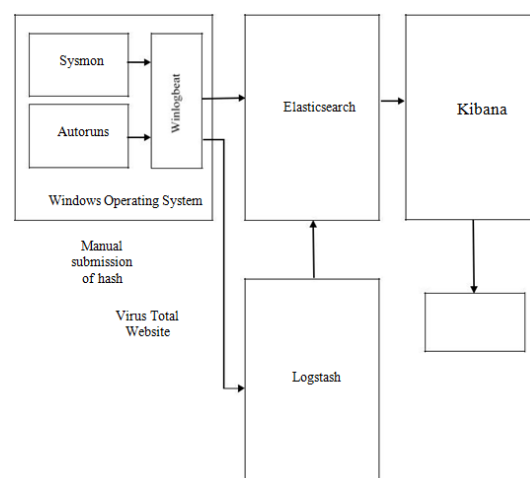 Sysmon
Autoruns
Winlogbeat
Windows Operating System
Elasticsearch
Kibana
Manual
submission
of hash
Virus Total
Website
Logstash